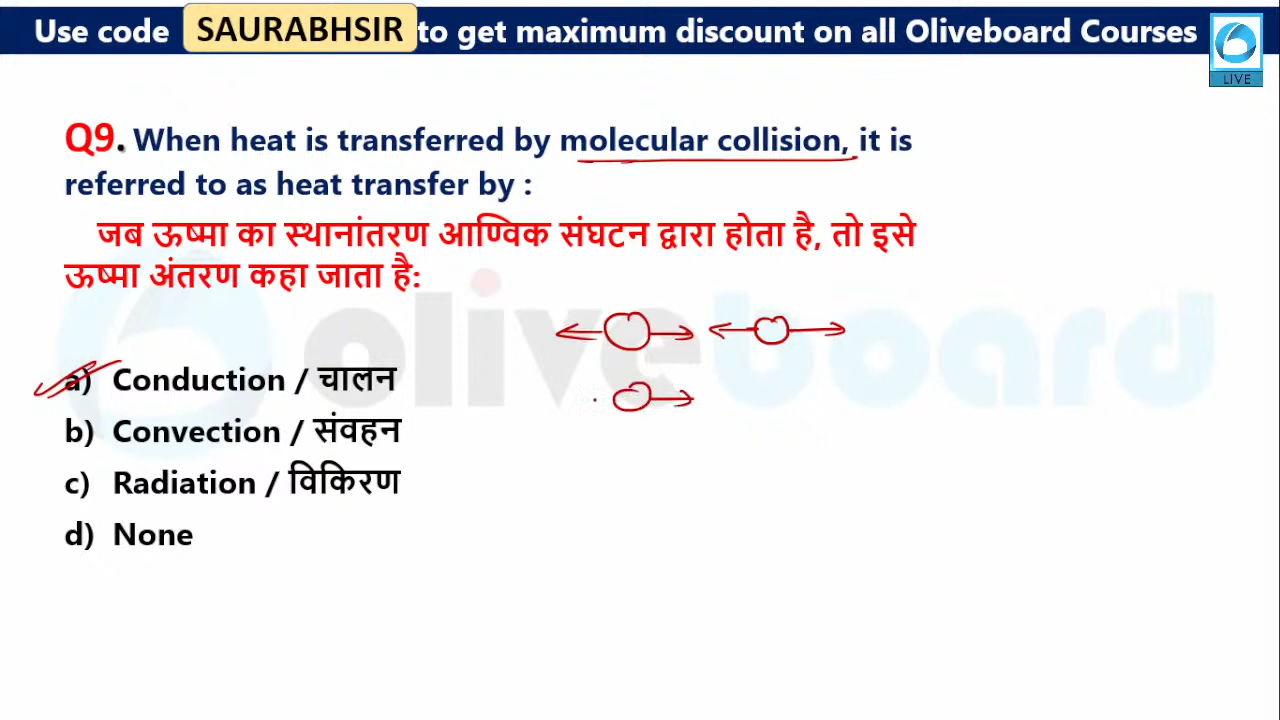 Use code SAURABHSIR to get maximum discount on all Oliveboard Courses
LIVE
Q9. When heat is transferred by molecular collision, it is
referred to as heat transfer by :
जब ऊष्मा का स्थानांतरण आण्विक संघटन द्वारा होता है, तो इसे
ऊष्मा अंतरण कहा जाता है:
oliveboard
a) Conduction / चालन
b) Convection / संवहन
c) Radiation / विकिरण
d) None